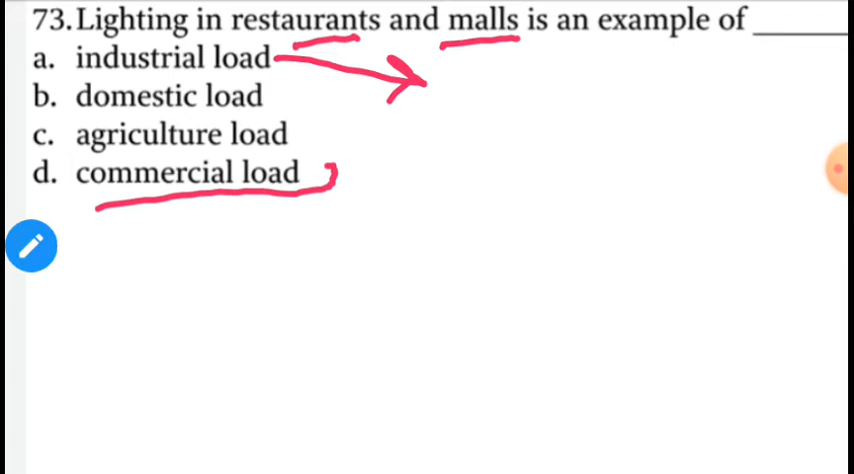 73. Lighting in restaurants and malls is an example of ______
a. industrial load
b. domestic load
c. agriculture load
d. commercial load